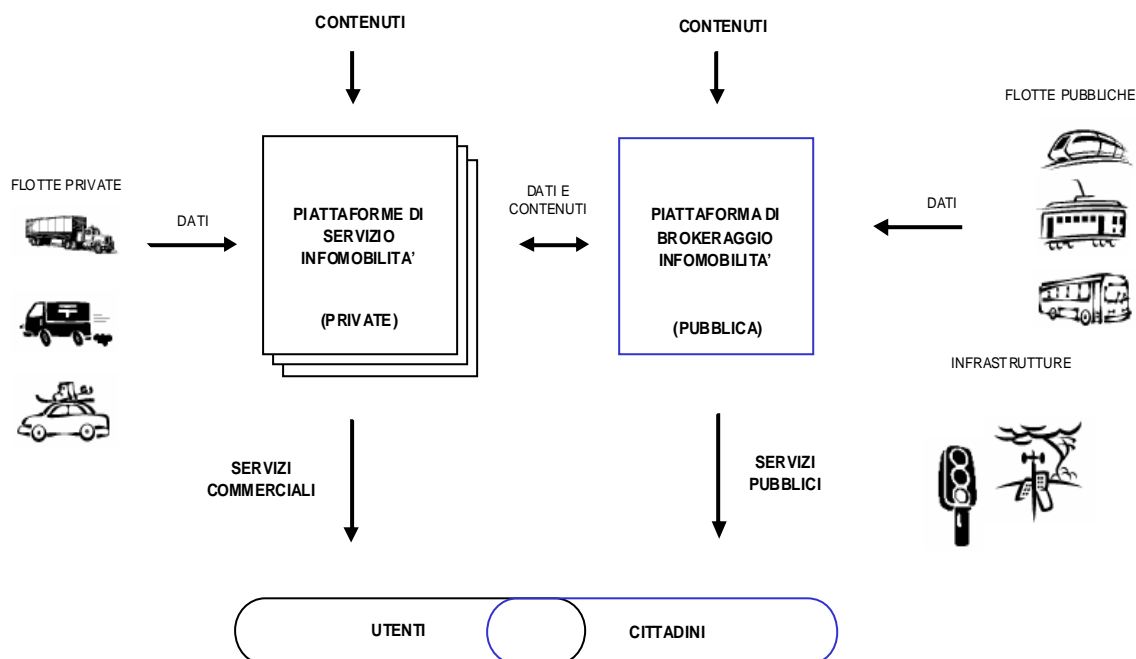 CONTENUTI
CONTENUTI
FLOTTE PUBBLICHE
FLOTTE PRIVATE
DATI
PIATTAFORME DI
SERVIZIO
INFOMOBILITA’
(PRIVATE)
DATI E
CONTENUTI
PIATTAFORMA DI
BROKERAGGIO
INFOMOBILITA’
(PUBBLICA)
DATI
INFRASTRUTTURE
SERVIZI
COMMERCIALI
SERVIZI
PUBBLICI
UTENTI
CITTADINI